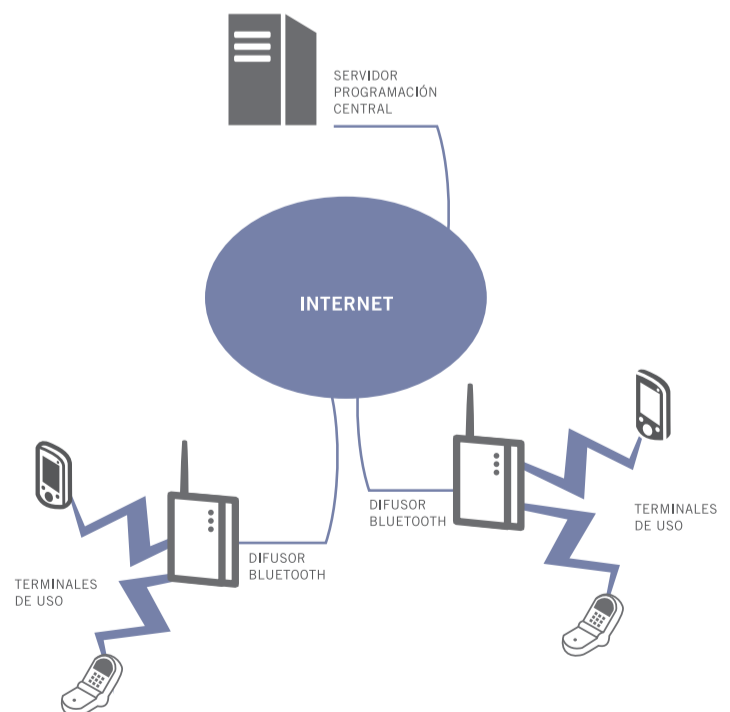 SERVIDOR
PROGRAMACIÓN
CENTRAL
INTERNET
DIFUSOR
BLUETOOTH
TERMINALES
DE USO
DIFUSOR
BLUETOOTH
TERMINALES
DE USO